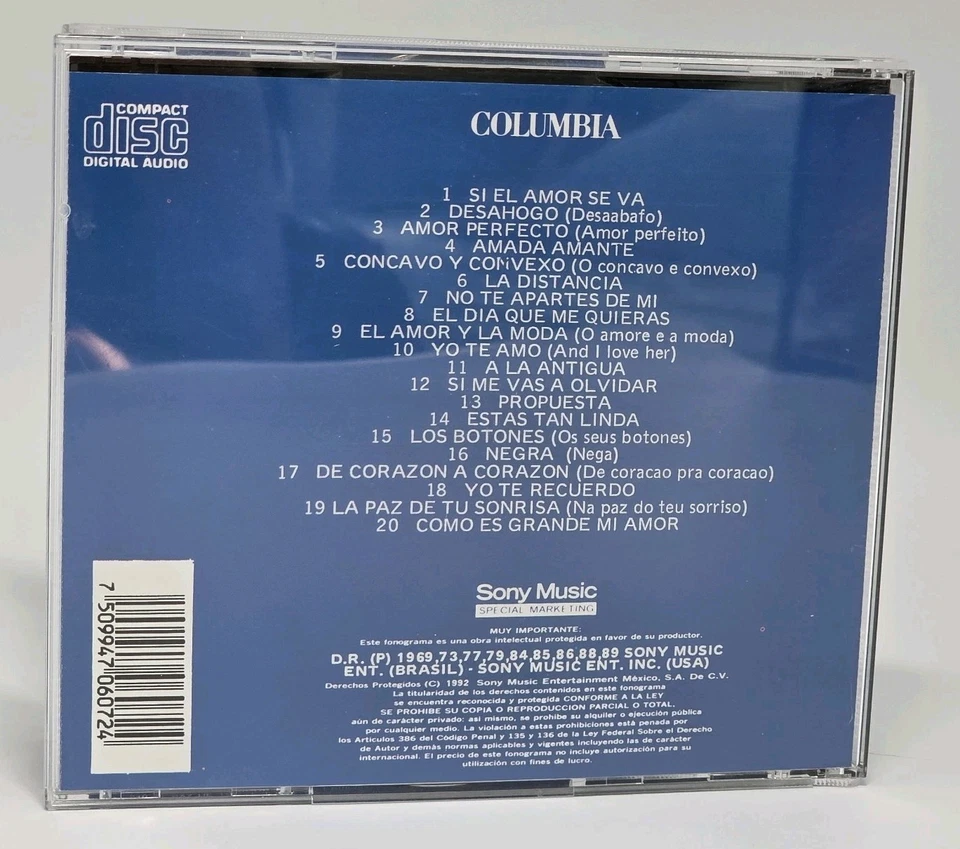 COMPACT
disc
DIGITAL AUDIO
COLUMBIA
1 SI EL AMOR SE VA
2 DESAHOGO (Desaabafo)
3 AMOR PERFECTO (Amor perfeito)
4 AMADA AMANTE
5 CONCAVO Y CONVEXO (O concavo e convexo)
6 LA DISTANCIA
7 NO TE APARTES DE MI
8 EL DIA QUE ME QUIERAS
9 EL AMOR Y LA MODA (O amore e a moda)
10 YO TE AMO (And I love her)
11 A LA ANTIGUA
12 SI ME VAS A OLVIDAR
13 PROPUESTA
14 ESTAS TAN LINDA
15 LOS BOTONES (Os seus botones)
16 NEGRA (Nega)
17 DE CORAZON A CORAZON (De coracao pra coracao)
18 YO TE RECUERDO
19 LA PAZ DE TU SONRISA (Na paz do teu sorriso)
20 COMO ES GRANDE MI AMOR
Sony Music
SPECIAL MARKETING
MUY IMPORTANTE:
Este fonograma es una obra intelectual protegida en favor de su productor.
D.R. (P) 1969,73,77,79,84,85,86,88,89 SONY MUSIC
ENT. (BRASIL) - SONY MUSIC ENT. INC. (USA)
Derechos Protegidos (C) 1992 Sony Music Entertainment México, S.A. De C.V.
La titularidad de los derechos contenidos en este fonograma
se encuentra reconocida y protegida CONFORME A LA LEY
SE PROHIBE SU COPIA O REPRODUCCION PARCIAL O TOTAL,
aún de carácter privado: asi mismo, se prohibe su alquiler o ejecución pública
por cualquier medio. La violación a estas prohibiciones está penada por
los Artículos 386 del Código Penal y 135 y 136 de la Ley Federal Sobre el Derecho
de Autor y demás normas aplicables y vigentes incluyendo las de carácter
internacional. El precio de este fonograma no incluye autorización para su
utilización con fines de lucro.
7 509947 060724